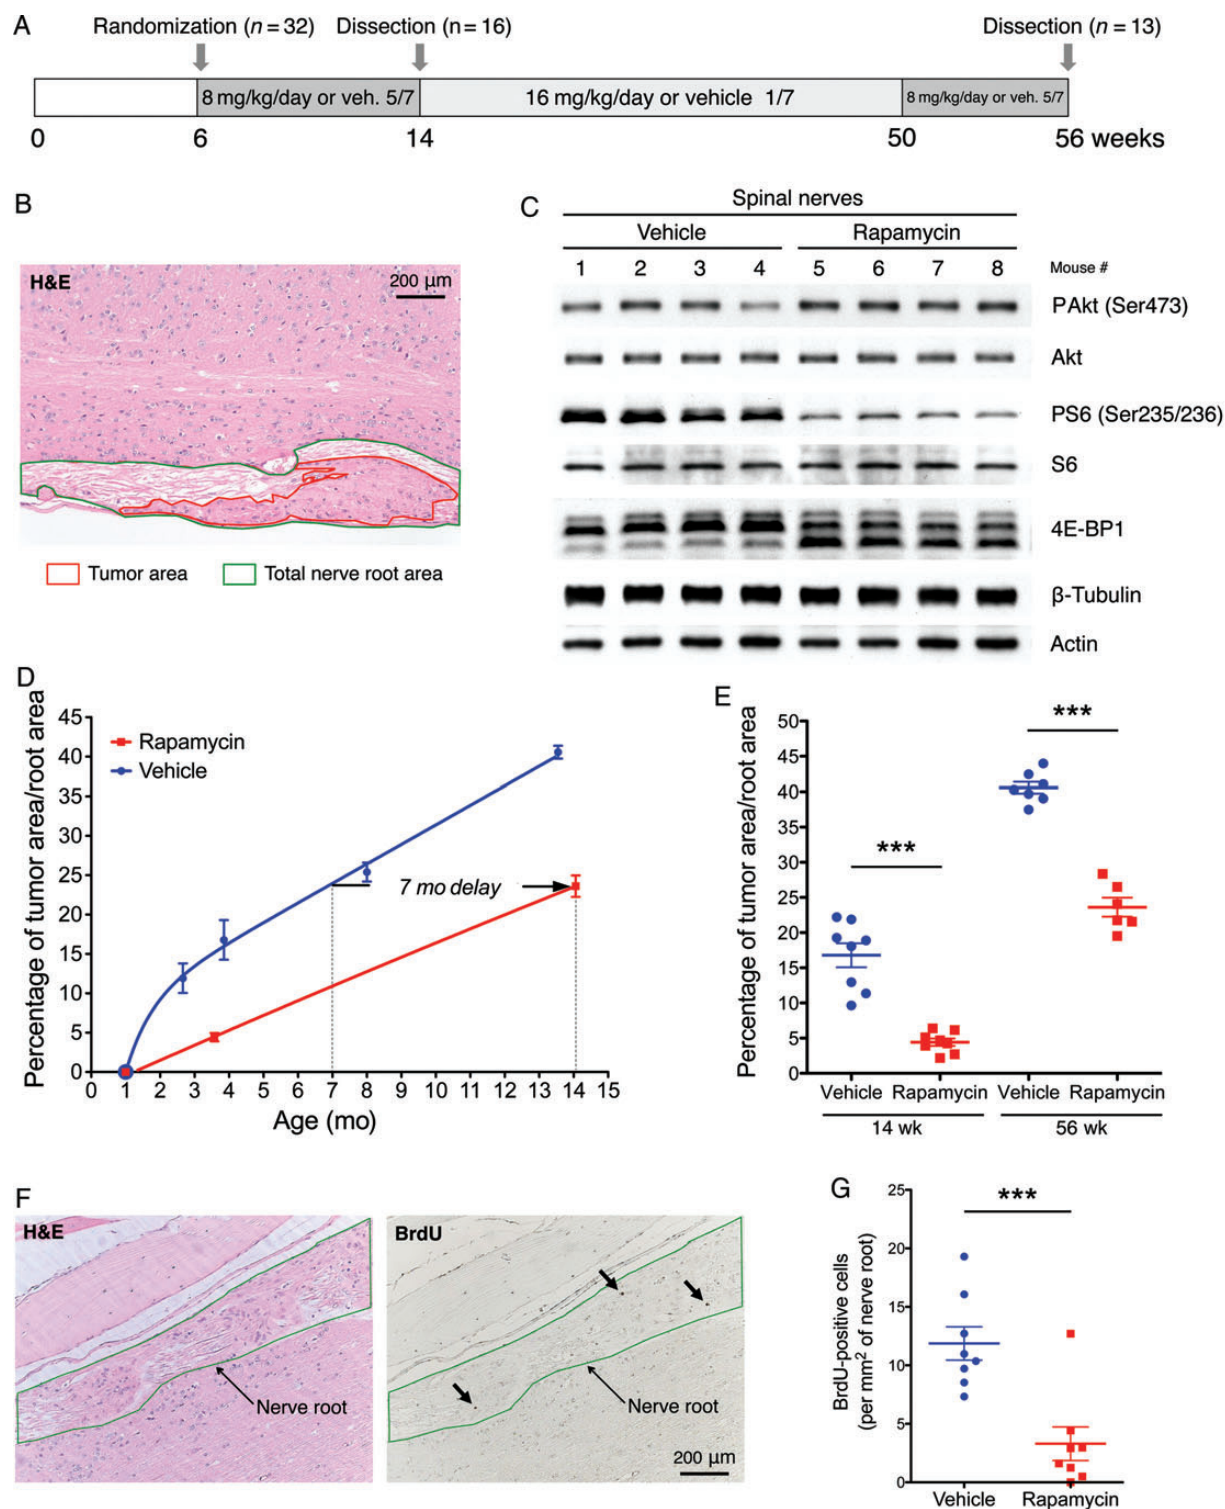 A
Randomization (n = 32) Dissection (n = 16) Dissection (n = 13)
8 mg/kg/day or veh. 5/7 16 mg/kg/day or vehicle 1/7 8 mg/kg/day or veh. 5/7
0 6 14 50 56 weeks
B
H&E 200 µm
Tumor area Total nerve root area
C
Spinal nerves
Vehicle Rapamycin
1 2 3 4 5 6 7 8 Mouse #
PAkt (Ser473)
Akt
PS6 (Ser235/236)
S6
4E-BP1
β-Tubulin
Actin
D
Percentage of tumor area/root area
45
40
35
30
25
20
15
10
5
0
Rapamycin
Vehicle
7 mo delay
0 1 2 3 4 5 6 7 8 9 10 11 12 13 14 15
Age (mo)
E
Percentage of tumor area/root area
50
45
40
35
30
25
20
15
10
5
0
***
***
Vehicle Rapamycin Vehicle Rapamycin
14 wk 56 wk
F
H&E
Nerve root
BrdU
Nerve root
200 µm
G
BrdU-positive cells
(per mm² of nerve root)
25
20
15
10
5
0
***
Vehicle Rapamycin